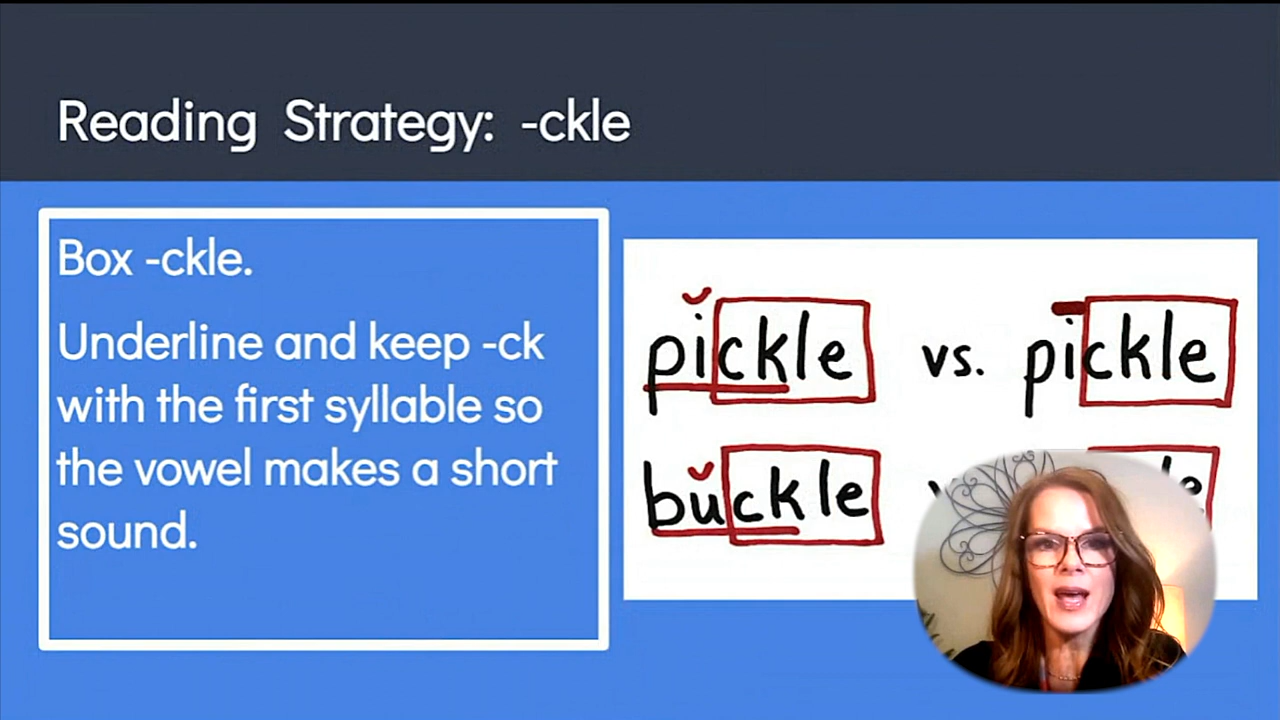 Reading Strategy: -ckle
Box -ckle.
Underline and keep -ck
with the first syllable so
the vowel makes a short
sound.
pickle vs. pickle
buckle